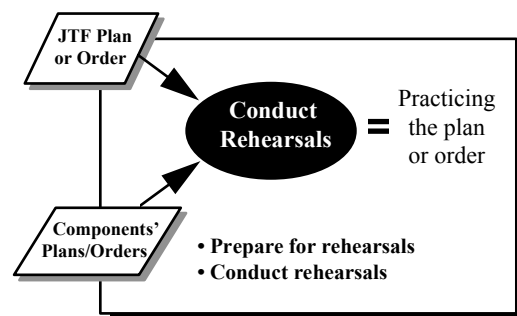 JTF Plan
or Order
Conduct
Rehearsals
=
Practicing
the plan
or order
Components’
Plans/Orders
• Prepare for rehearsals
• Conduct rehearsals